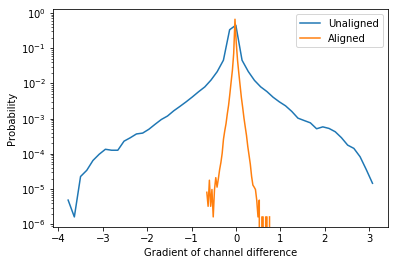 10⁰
10⁻¹
10⁻²
10⁻³
10⁻⁴
10⁻⁵
10⁻⁶
Probability
Unaligned
Aligned
−4 −3 −2 −1 0 1 2 3
Gradient of channel difference